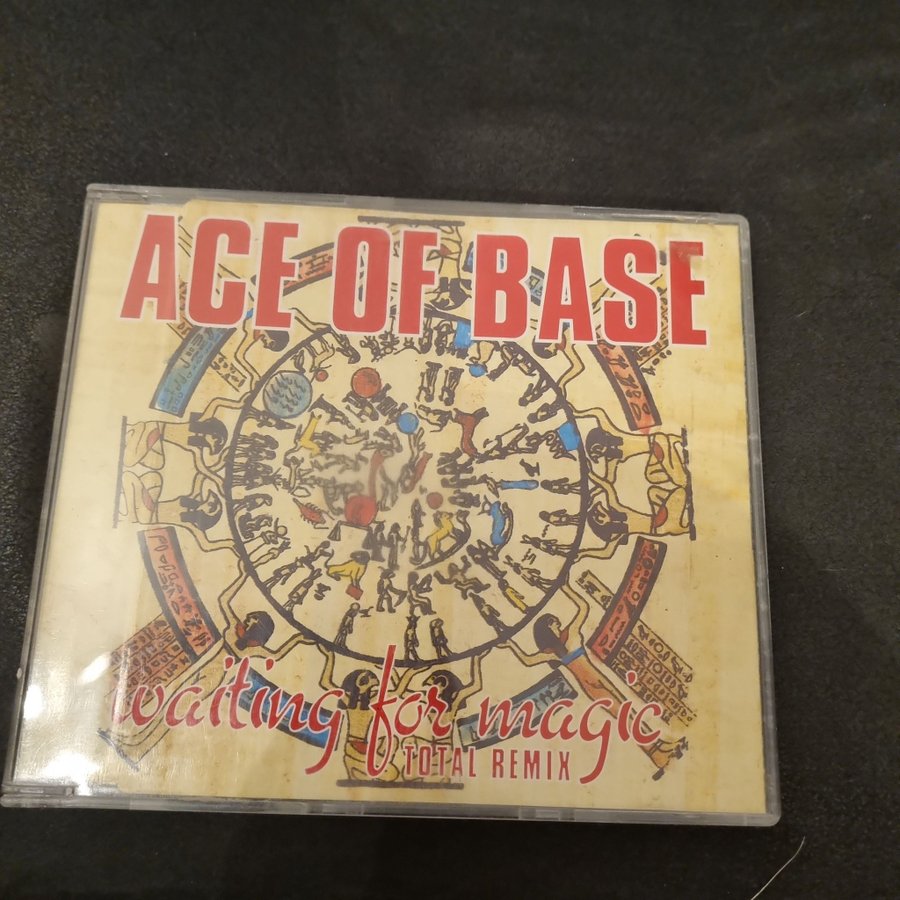 ACE OF BASE
waiting for magic
TOTAL REMIX